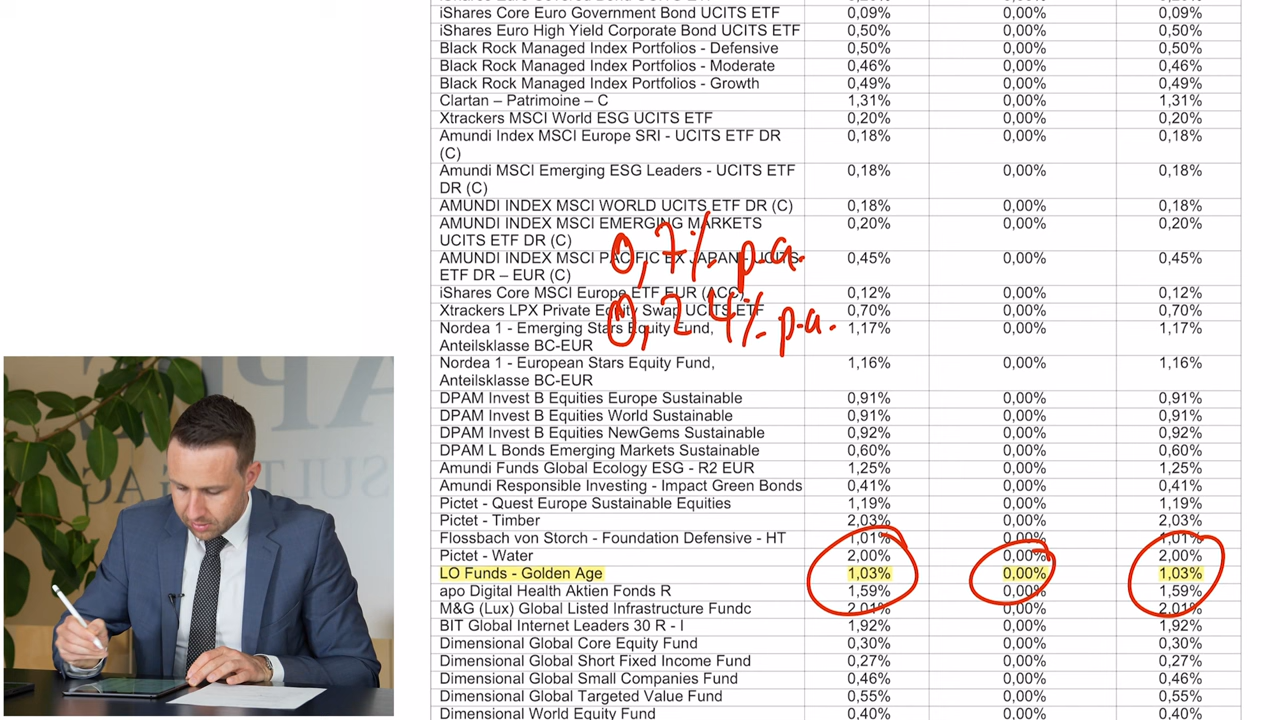 iShares Core Euro Government Bond UCITS ETF 0,09% 0,00% 0,09%
iShares Euro High Yield Corporate Bond UCITS ETF 0,50% 0,00% 0,50%
Black Rock Managed Index Portfolios - Defensive 0,50% 0,00% 0,50%
Black Rock Managed Index Portfolios - Moderate 0,46% 0,00% 0,46%
Black Rock Managed Index Portfolios - Growth 0,49% 0,00% 0,49%
Clartan – Patrimoine – C 1,31% 0,00% 1,31%
Xtrackers MSCI World ESG UCITS ETF 0,20% 0,00% 0,20%
Amundi Index MSCI Europe SRI - UCITS ETF DR 0,18% 0,00% 0,18%
(C)
Amundi MSCI Emerging ESG Leaders - UCITS ETF 0,18% 0,00% 0,18%
DR (C)
AMUNDI INDEX MSCI WORLD UCITS ETF DR (C) 0,18% 0,00% 0,18%
AMUNDI INDEX MSCI EMERGING MARKETS 0,20% 0,00% 0,20%
UCITS ETF DR (C)
0,7% p.a.
AMUNDI INDEX MSCI PACIFIC EX JAPAN - UCITS 0,45% 0,00% 0,45%
ETF DR – EUR (C)
iShares Core MSCI Europe ETF EUR (ACC) 0,12% 0,00% 0,12%
Xtrackers LPX Private Equity Swap UCITS ETF 0,70% 0,00% 0,70%
0,24% p.a.
Nordea 1 - Emerging Stars Equity Fund, 1,17% 0,00% 1,17%
Anteilsklasse BC-EUR
Nordea 1 - European Stars Equity Fund, 1,16% 0,00% 1,16%
Anteilsklasse BC-EUR
DPAM Invest B Equities Europe Sustainable 0,91% 0,00% 0,91%
DPAM Invest B Equities World Sustainable 0,91% 0,00% 0,91%
DPAM Invest B Equities NewGems Sustainable 0,92% 0,00% 0,92%
DPAM L Bonds Emerging Markets Sustainable 0,60% 0,00% 0,60%
Amundi Funds Global Ecology ESG - R2 EUR 1,25% 0,00% 1,25%
Amundi Responsible Investing - Impact Green Bonds 0,41% 0,00% 0,41%
Pictet - Quest Europe Sustainable Equities 1,19% 0,00% 1,19%
Pictet - Timber 2,03% 0,00% 2,03%
Flossbach von Storch - Foundation Defensive - HT 1,01% 0,00% 1,01%
Pictet - Water 2,00% 0,00% 2,00%
LO Funds - Golden Age 1,03% 0,00% 1,03%
apo Digital Health Aktien Fonds R 1,59% 0,00% 1,59%
M&G (Lux) Global Listed Infrastructure Fundc 2,01% 0,00% 2,01%
BIT Global Internet Leaders 30 R - I 1,92% 0,00% 1,92%
Dimensional Global Core Equity Fund 0,30% 0,00% 0,30%
Dimensional Global Short Fixed Income Fund 0,27% 0,00% 0,27%
Dimensional Global Small Companies Fund 0,46% 0,00% 0,46%
Dimensional Global Targeted Value Fund 0,55% 0,00% 0,55%
Dimensional World Equity Fund 0,40% 0,00% 0,40%